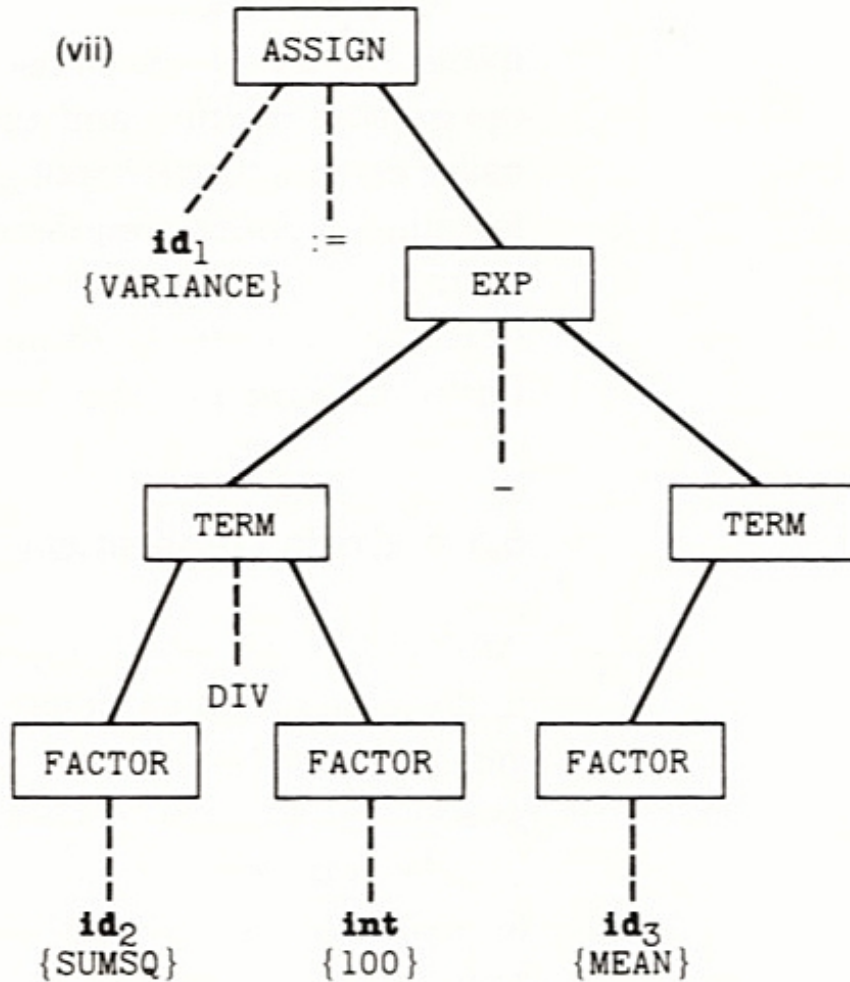 (vii)
ASSIGN
id1 :=
{VARIANCE}
EXP
–
TERM TERM
DIV
FACTOR FACTOR FACTOR
id2 int id3
{SUMSQ} {100} {MEAN}